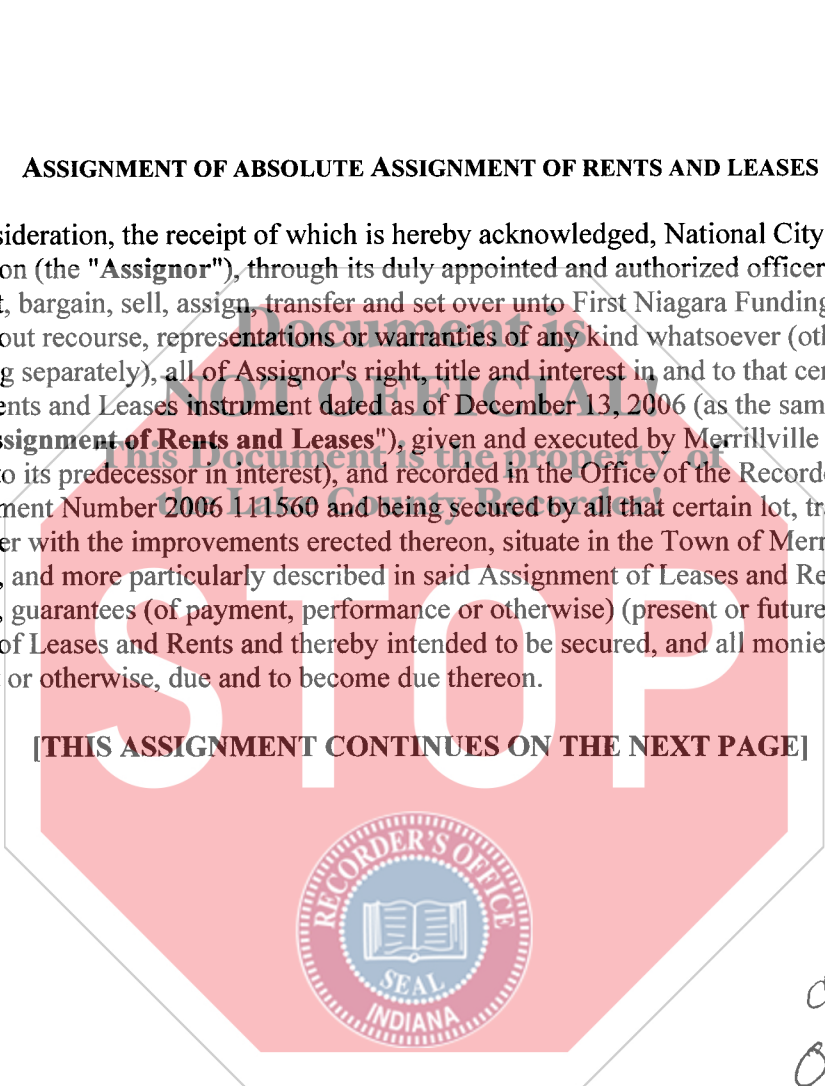 ASSIGNMENT OF ABSOLUTE ASSIGNMENT OF RENTS AND LEASES
sideration, the receipt of which is hereby acknowledged, National City
on (the "Assignor"), through its duly appointed and authorized officer
, bargain, sell, assign, transfer and set over unto First Niagara Funding
out recourse, representations or warranties of any kind whatsoever (oth
Document is
g separately), all of Assignor's right, title and interest in and to that cer
NOT OFFICIAL!
ents and Leases instrument dated as of December 13, 2006 (as the sam
ssignment of Rents and Leases"), given and executed by Merrillville
This Document is the property of
o its predecessor in interest), and recorded in the Office of the Recorde
the Lake County Recorder!
ment Number 2006 111560 and being secured by all that certain lot, tr
er with the improvements erected thereon, situate in the Town of Merr
, and more particularly described in said Assignment of Leases and Re
, guarantees (of payment, performance or otherwise) (present or future
of Leases and Rents and thereby intended to be secured, and all monie
or otherwise, due and to become due thereon.
STOP
[THIS ASSIGNMENT CONTINUES ON THE NEXT PAGE]
RECORDER'S OFFICE
SEAL
INDIANA